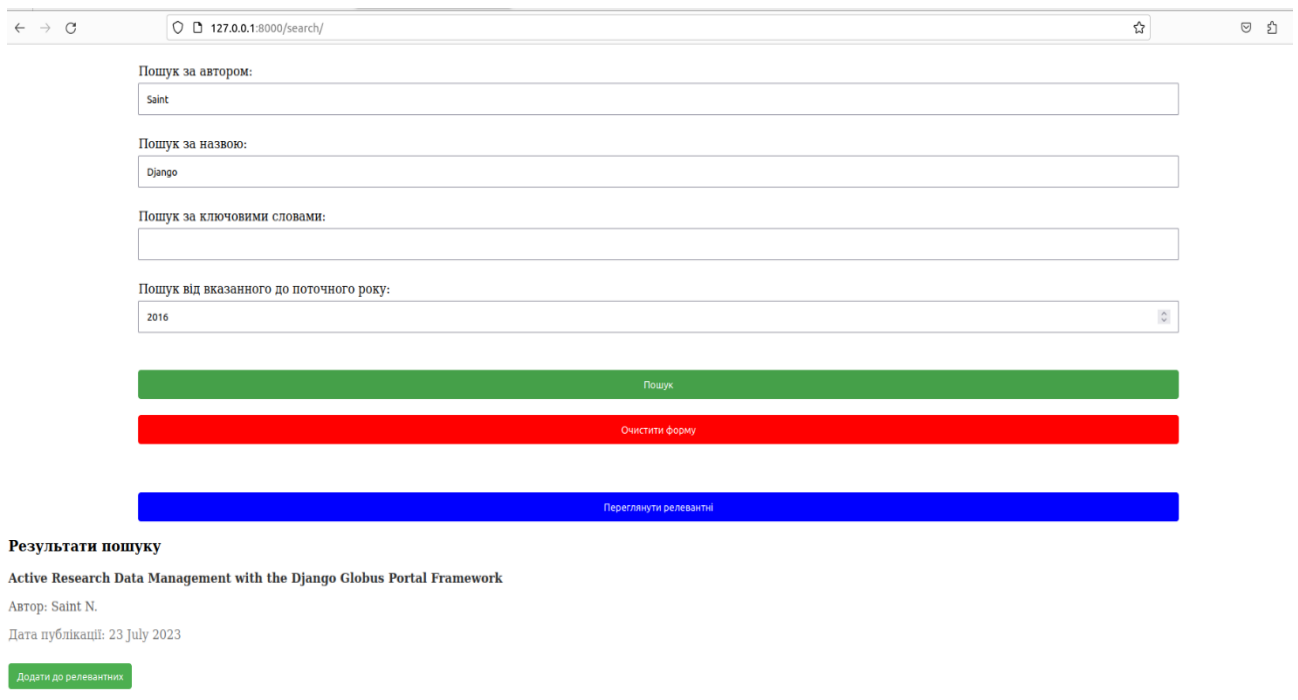 127.0.0.1:8000/search/
Пошук за автором:
Saint
Пошук за назвою:
Django
Пошук за ключовими словами:
Пошук від вказанного до поточного року:
2016
Пошук
Очистити форму
Переглянути релевантні
Результати пошуку
Active Research Data Management with the Django Globus Portal Framework
Автор: Saint N.
Дата публікації: 23 July 2023
Додати до релевантних